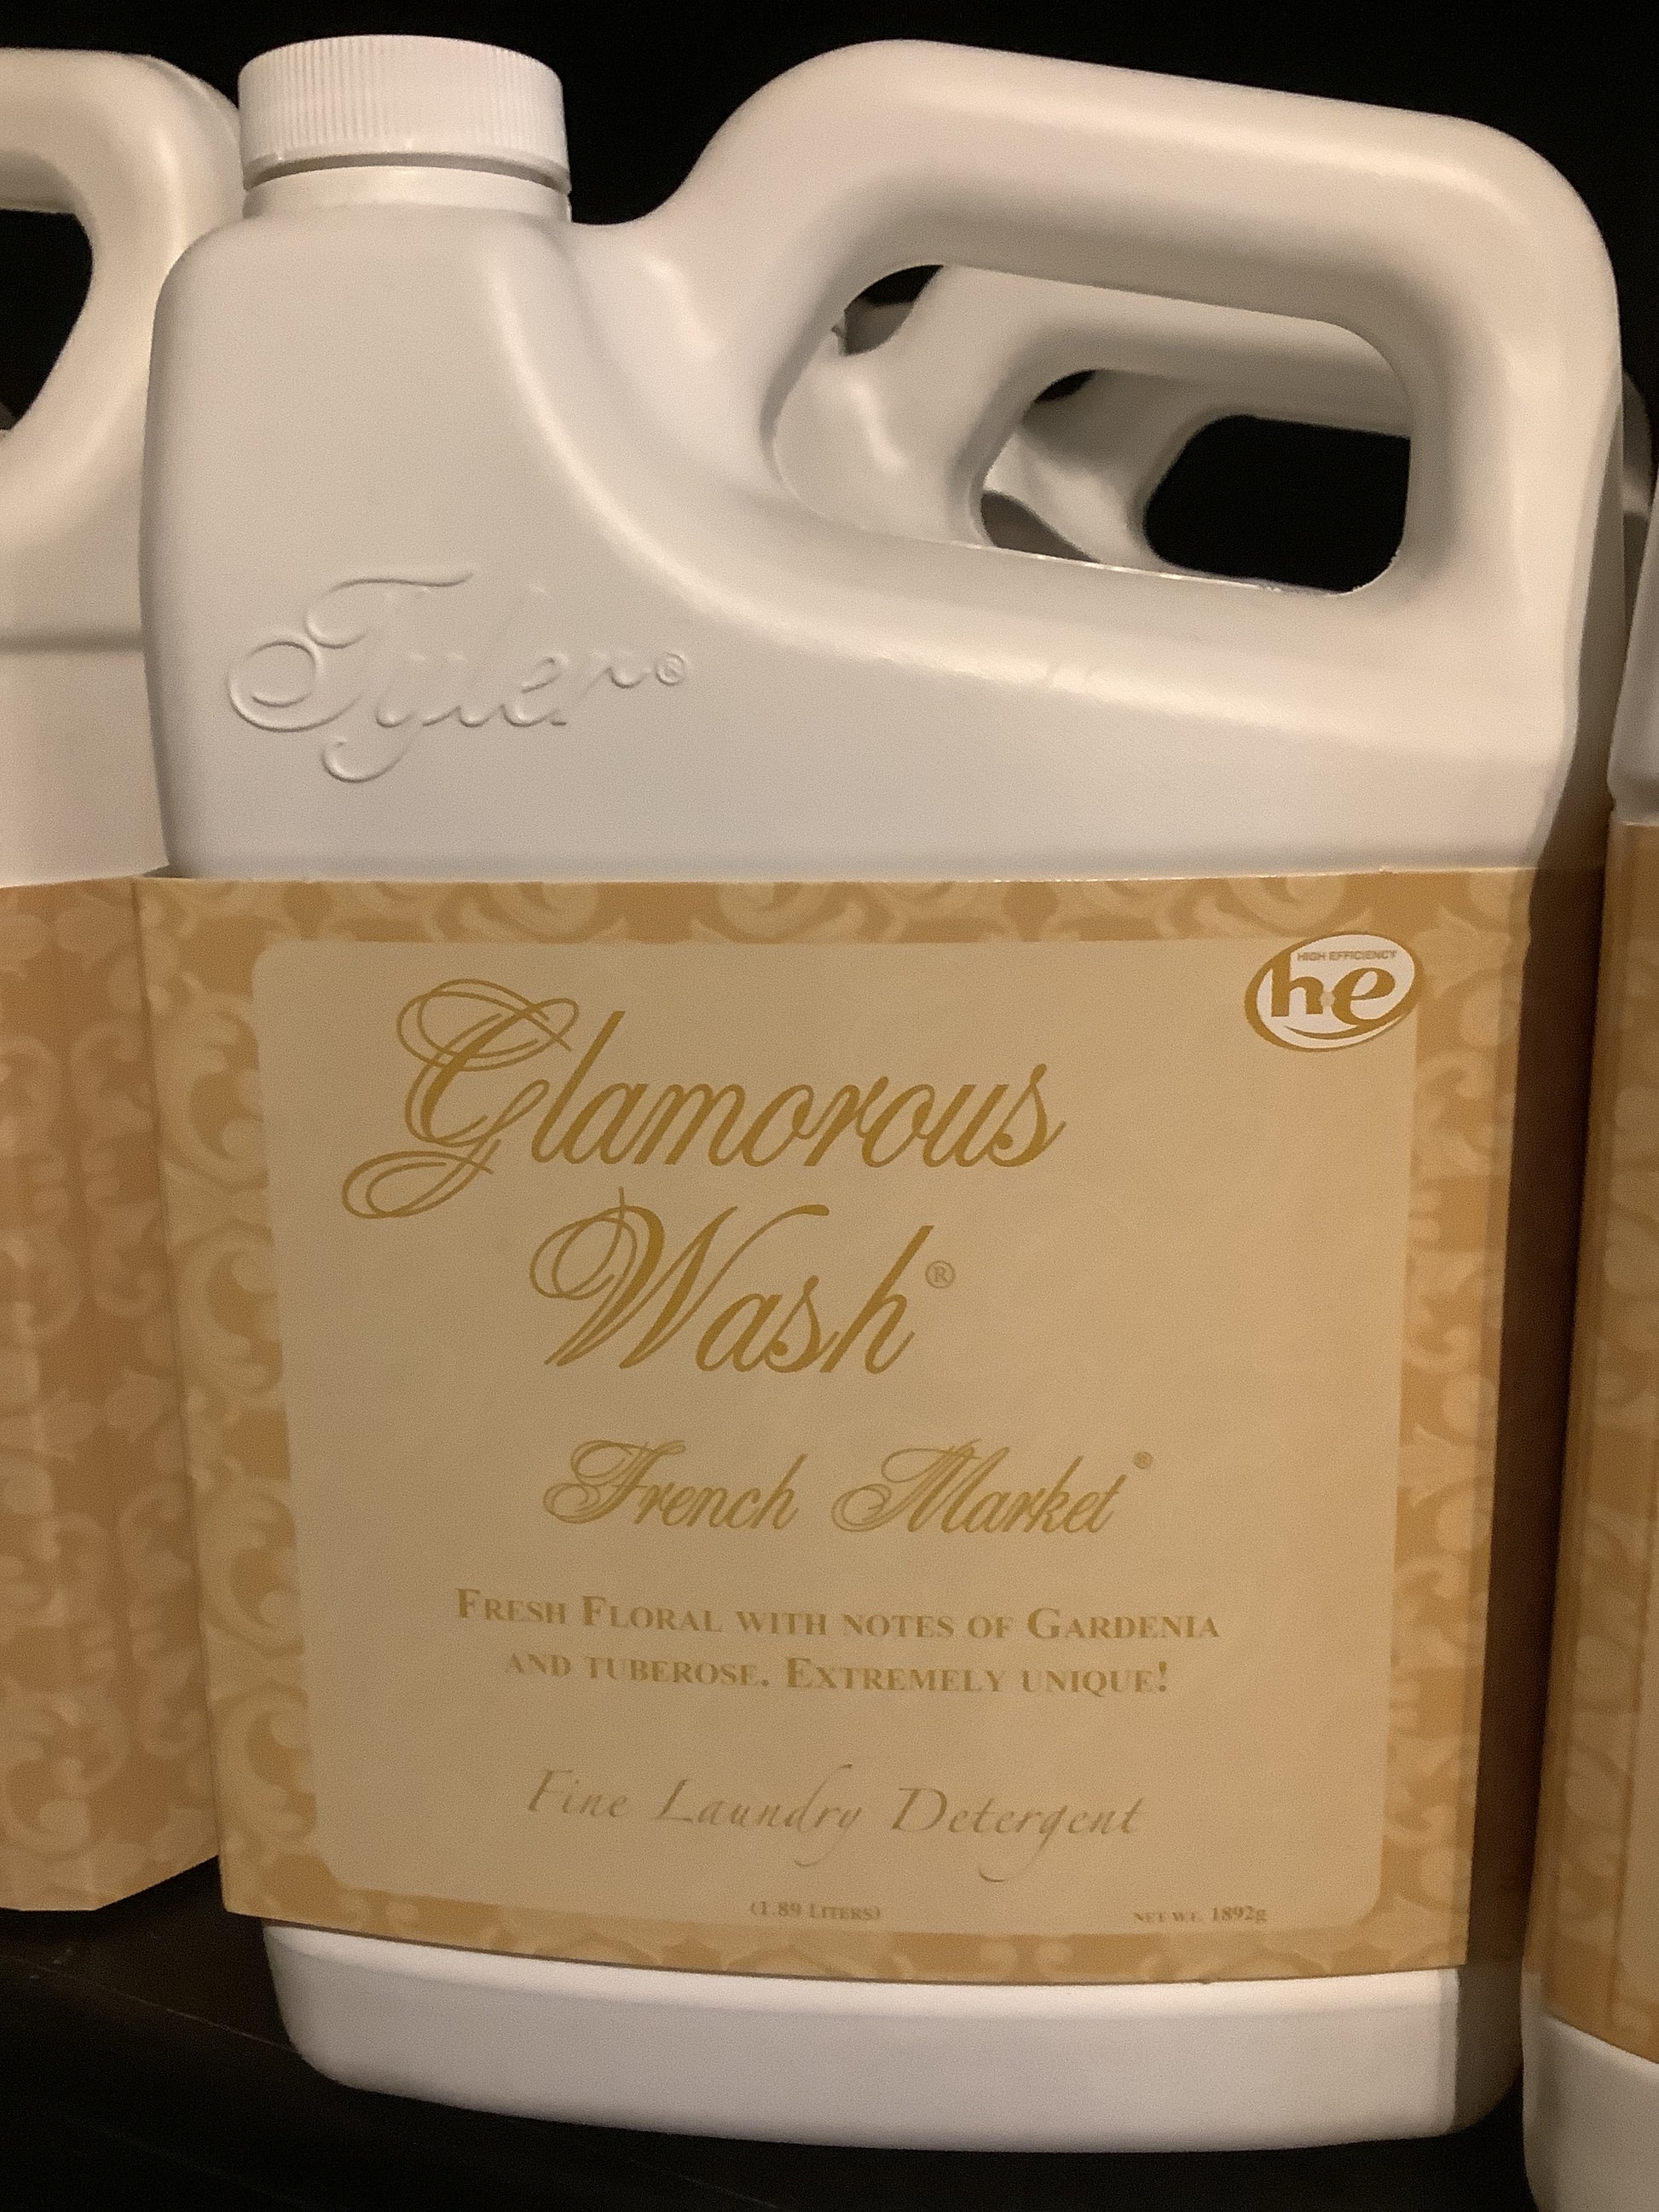 Tyler®
HIGH EFFICIENCY
he
Glamorous
Wash®
French Market®
FRESH FLORAL WITH NOTES OF GARDENIA
AND TUBEROSE. EXTREMELY UNIQUE!
Fine Laundry Detergent
(1.89 LITERS)
NET WT. 1892g